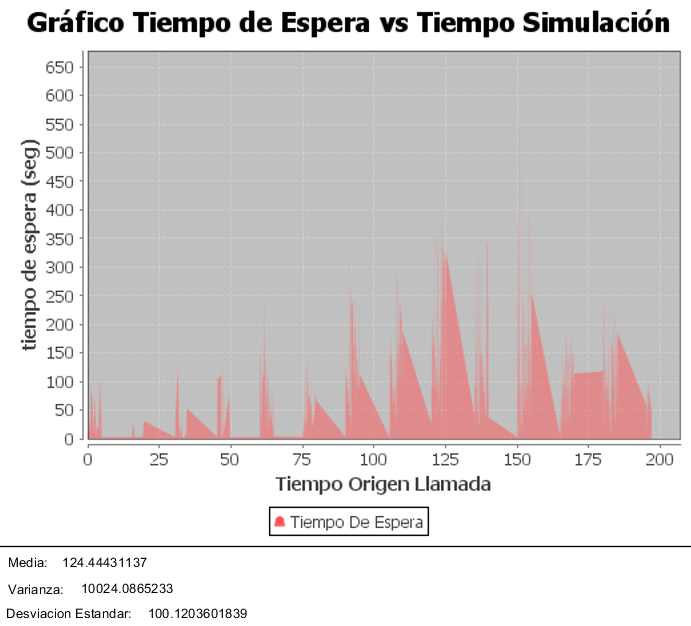 Gráfico Tiempo de Espera vs Tiempo Simulación
tiempo de espera (seg)
650
600
550
500
450
400
350
300
250
200
150
100
50
0
0 25 50 75 100 125 150 175 200
Tiempo Origen Llamada
Tiempo De Espera
Media: 124.44431137
Varianza: 10024.0865233
Desviacion Estandar: 100.1203601839